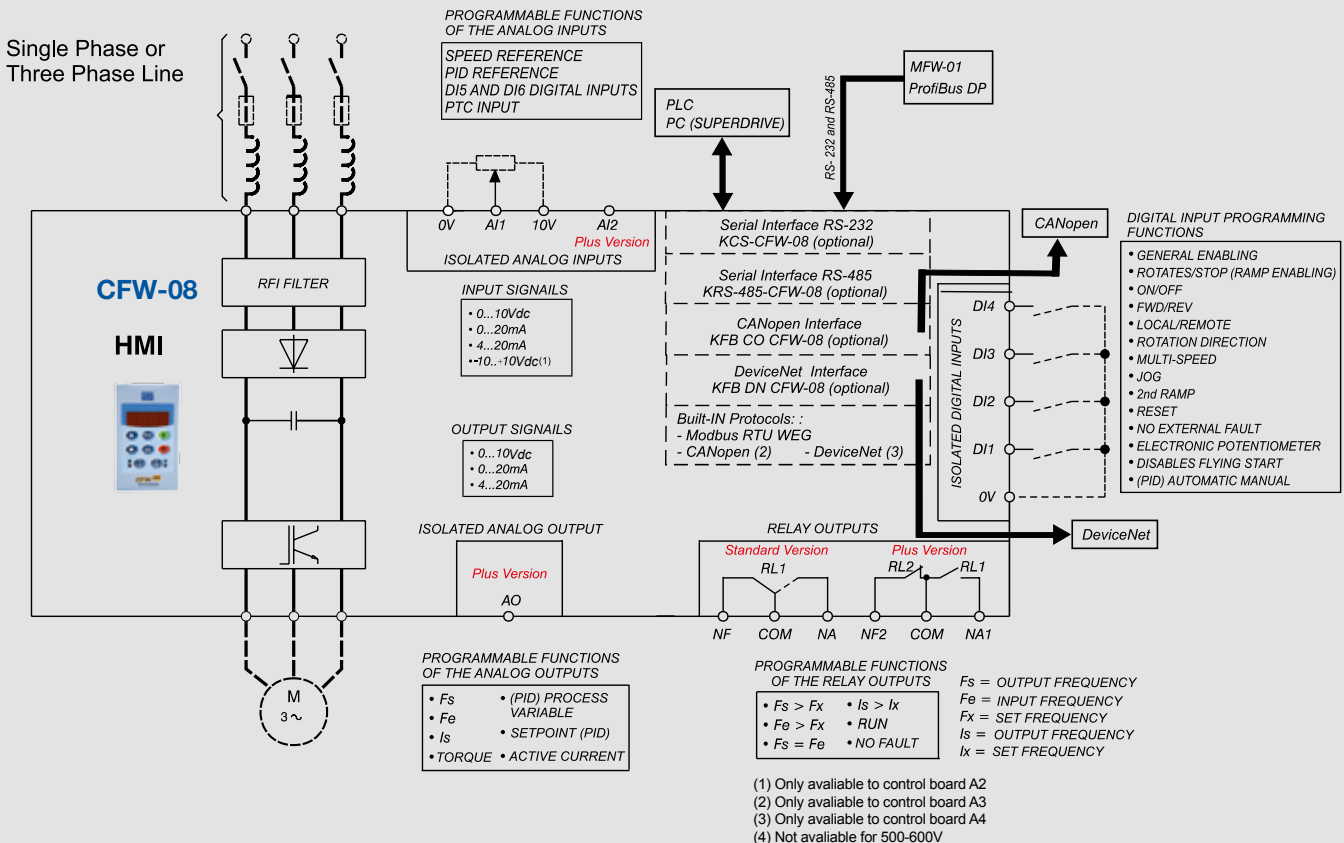 Single Phase or
Three Phase Line
PROGRAMMABLE FUNCTIONS
OF THE ANALOG INPUTS
SPEED REFERENCE
PID REFERENCE
DI5 AND DI6 DIGITAL INPUTS
PTC INPUT
PLC
PC (SUPERDRIVE)
RS- 232 and RS-485
MFW-01
ProfiBus DP
0V
AI1
10V
AI2
Plus Version
ISOLATED ANALOG INPUTS
CFW-08
HMI
RFI FILTER
INPUT SIGNAILS
• 0...10Vdc
• 0...20mA
• 4...20mA
• -10..+10Vdc(1)
OUTPUT SIGNAILS
• 0...10Vdc
• 0...20mA
• 4...20mA
Serial Interface RS-232
KCS-CFW-08 (optional)
Serial Interface RS-485
KRS-485-CFW-08 (optional)
CANopen Interface
KFB CO CFW-08 (optional)
DeviceNet Interface
KFB DN CFW-08 (optional)
Built-IN Protocols: :
- Modbus RTU WEG
- CANopen (2) - DeviceNet (3)
CANopen
ISOLATED DIGITAL INPUTS
DI4
DI3
DI2
DI1
0V
DIGITAL INPUT PROGRAMMING
FUNCTIONS
• GENERAL ENABLING
• ROTATES/STOP (RAMP ENABLING)
• ON/OFF
• FWD/REV
• LOCAL/REMOTE
• ROTATION DIRECTION
• MULTI-SPEED
• JOG
• 2nd RAMP
• RESET
• NO EXTERNAL FAULT
• ELECTRONIC POTENTIOMETER
• DISABLES FLYING START
• (PID) AUTOMATIC MANUAL
DeviceNet
ISOLATED ANALOG OUTPUT
Plus Version
AO
RELAY OUTPUTS
Standard Version
RL1
Plus Version
RL2
RL1
NF
COM
NA
NF2
COM
NA1
M
3~
PROGRAMMABLE FUNCTIONS
OF THE ANALOG OUTPUTS
• Fs
• Fe
• Is
• TORQUE
• (PID) PROCESS
VARIABLE
• SETPOINT (PID)
• ACTIVE CURRENT
PROGRAMMABLE FUNCTIONS
OF THE RELAY OUTPUTS
• Fs > Fx • Is > Ix
• Fe > Fx • RUN
• Fs = Fe • NO FAULT
Fs = OUTPUT FREQUENCY
Fe = INPUT FREQUENCY
Fx = SET FREQUENCY
Is = OUTPUT FREQUENCY
Ix = SET FREQUENCY
(1) Only avaliable to control board A2
(2) Only avaliable to control board A3
(3) Only avaliable to control board A4
(4) Not avaliable for 500-600V